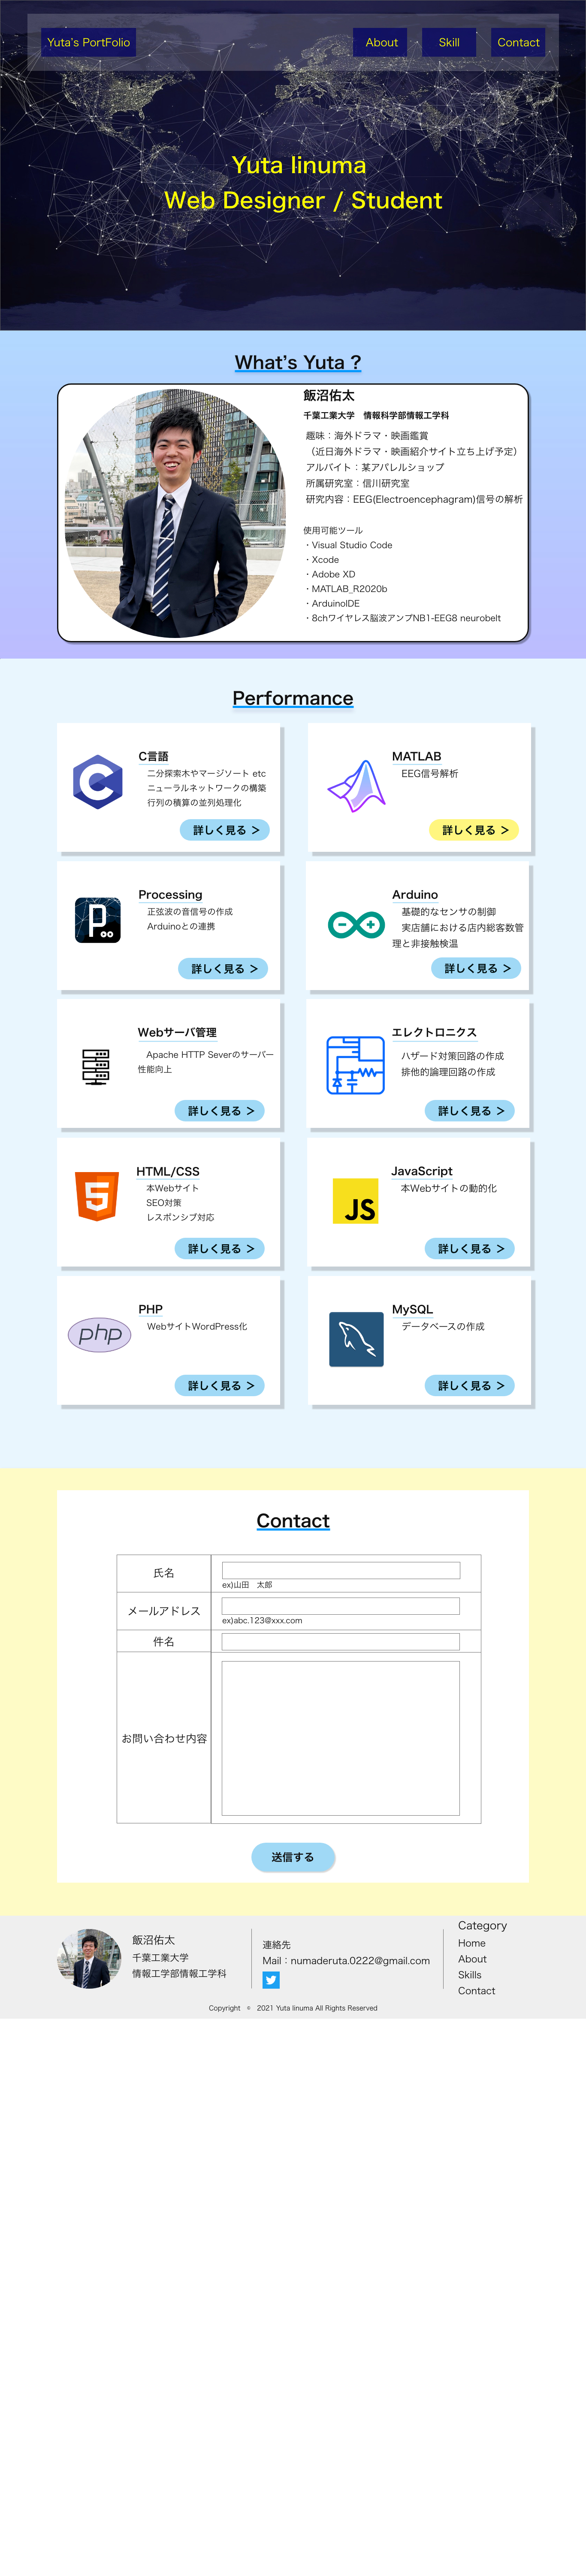 Yuta's PortFolio
About
Skill
Contact
Yuta Iinuma
Web Designer / Student
What's Yuta ?
飯沼佑太
千葉工業大学　情報科学部情報工科
趣味：海外ドラマ・映画鑑賞
（近日海外ドラマ・映画紹介サイト立ち上げ予定）
アルバイト：某アパレルショップ
所属研究室：信川研究室
研究内容：EEG(Electroencephagram)信号の解析
使用可能ツール
・Visual Studio Code
・Xcode
・Adobe XD
・MATLAB_R2020b
・ArduinoIDE
・8chワイヤレス脳波アンプNB1-EEG8 neurobelt
Performance
C言語
二分探索木やマージソート etc
ニューラルネットワークの構築
行列の積算の並列処理化
詳しく見る ＞
MATLAB
EEG信号解析
詳しく見る ＞
Processing
正弦波の音信号の作成
Arduinoとの連携
詳しく見る ＞
Arduino
基礎的なセンサの制御
実店舗における店内総客数管
理と非接触検温
詳しく見る ＞
Webサーバ管理
Apache HTTP Severのサーバー
性能向上
詳しく見る ＞
エレクトロニクス
ハザード対策回路の作成
排他的論理回路の作成
詳しく見る ＞
HTML/CSS
本Webサイト
SEO対策
レスポンシブ対応
詳しく見る ＞
JS
JavaScript
本Webサイトの動的化
詳しく見る ＞
php
PHP
WebサイトWordPress化
詳しく見る ＞
MySQL
データベースの作成
詳しく見る ＞
Contact
氏名
ex)山田　太郎
メールアドレス
ex)abc.123@xxx.com
件名
お問い合わせ内容
送信する
飯沼佑太
千葉工業大学
情報工学部情報工学科
連絡先
Mail：numaderuta.0222@gmail.com
Category
Home
About
Skills
Contact
Copyright © 2021 Yuta Iinuma All Rights Reserved